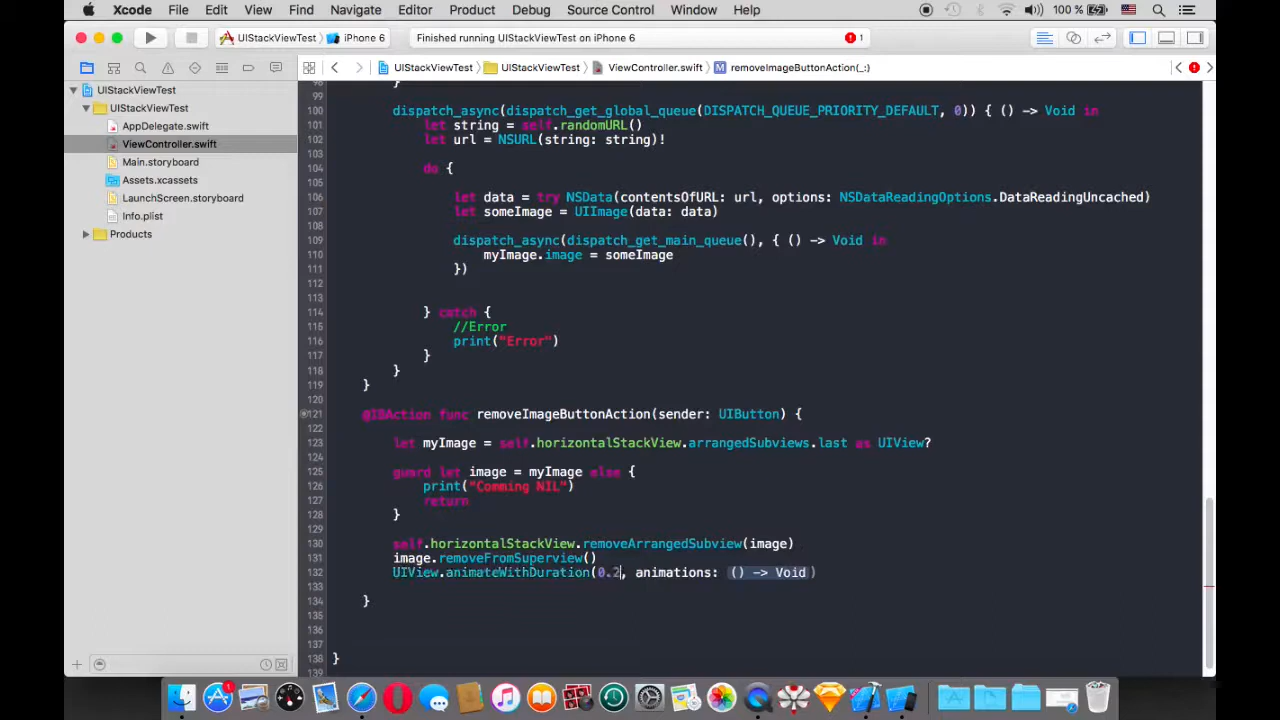 Xcode File Edit View Find Navigate Editor Product Debug Source Control Window Help 100 %
UIStackViewTest iPhone 6 Finished running UIStackViewTest on iPhone 6 1
UIStackViewTest UIStackViewTest ViewController.swift M removeImageButtonAction(_:)
UIStackViewTest
UIStackViewTest
AppDelegate.swift
ViewController.swift
Main.storyboard
Assets.xcassets
LaunchScreen.storyboard
Info.plist
Products
98 }
99
100 dispatch_async(dispatch_get_global_queue(DISPATCH_QUEUE_PRIORITY_DEFAULT, 0)) { () -> Void in
101 let string = self.randomURL()
102 let url = NSURL(string: string)!
103
104 do {
105
106 let data = try NSData(contentsOfURL: url, options: NSDataReadingOptions.DataReadingUncached)
107 let someImage = UIImage(data: data)
108
109 dispatch_async(dispatch_get_main_queue(), { () -> Void in
110 myImage.image = someImage
111 })
112
113
114 } catch {
115 //Error
116 print("Error")
117 }
118 }
119 }
120
121 @IBAction func removeImageButtonAction(sender: UIButton) {
122
123 let myImage = self.horizontalStackView.arrangedSubviews.last as UIView?
124
125 guard let image = myImage else {
126 print("Comming NIL")
127 return
128 }
129
130 self.horizontalStackView.removeArrangedSubview(image)
131 image.removeFromSuperview()
132 UIView.animateWithDuration(0.2, animations: () -> Void)
133
134 }
135
136
137
138 }
139